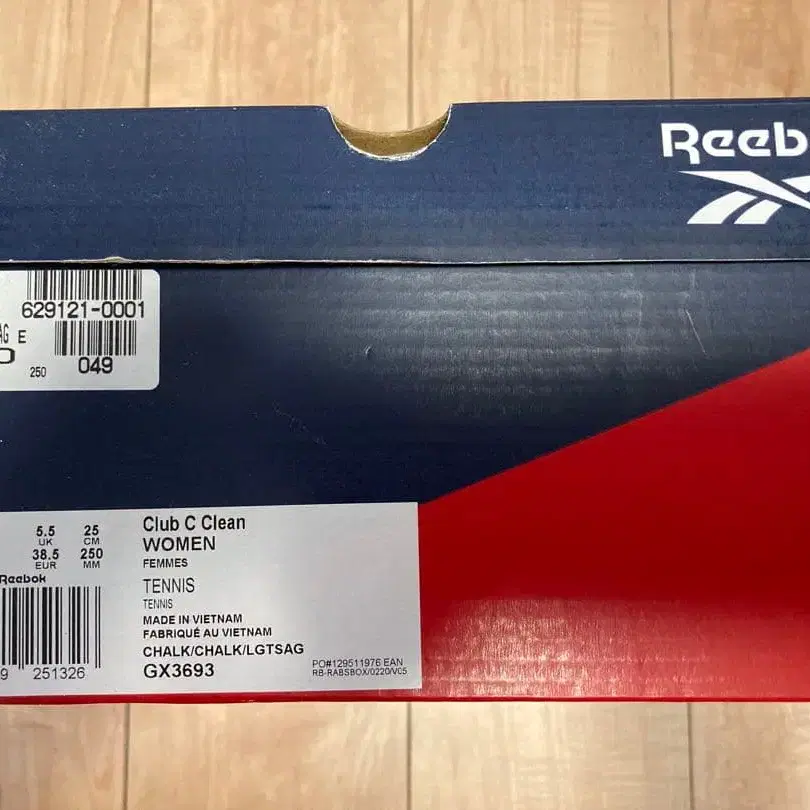 Reeb
629121-0001
AG E
250 049
5.5 25
UK CM
38.5 250
EUR MM
Reebok
9 251326
Club C Clean
WOMEN
FEMMES
TENNIS
TENNIS
MADE IN VIETNAM
FABRIQUÉ AU VIETNAM
CHALK/CHALK/LGTSAG
GX3693
PO#129511976 EAN
RB-RABSBOX/0220/V05